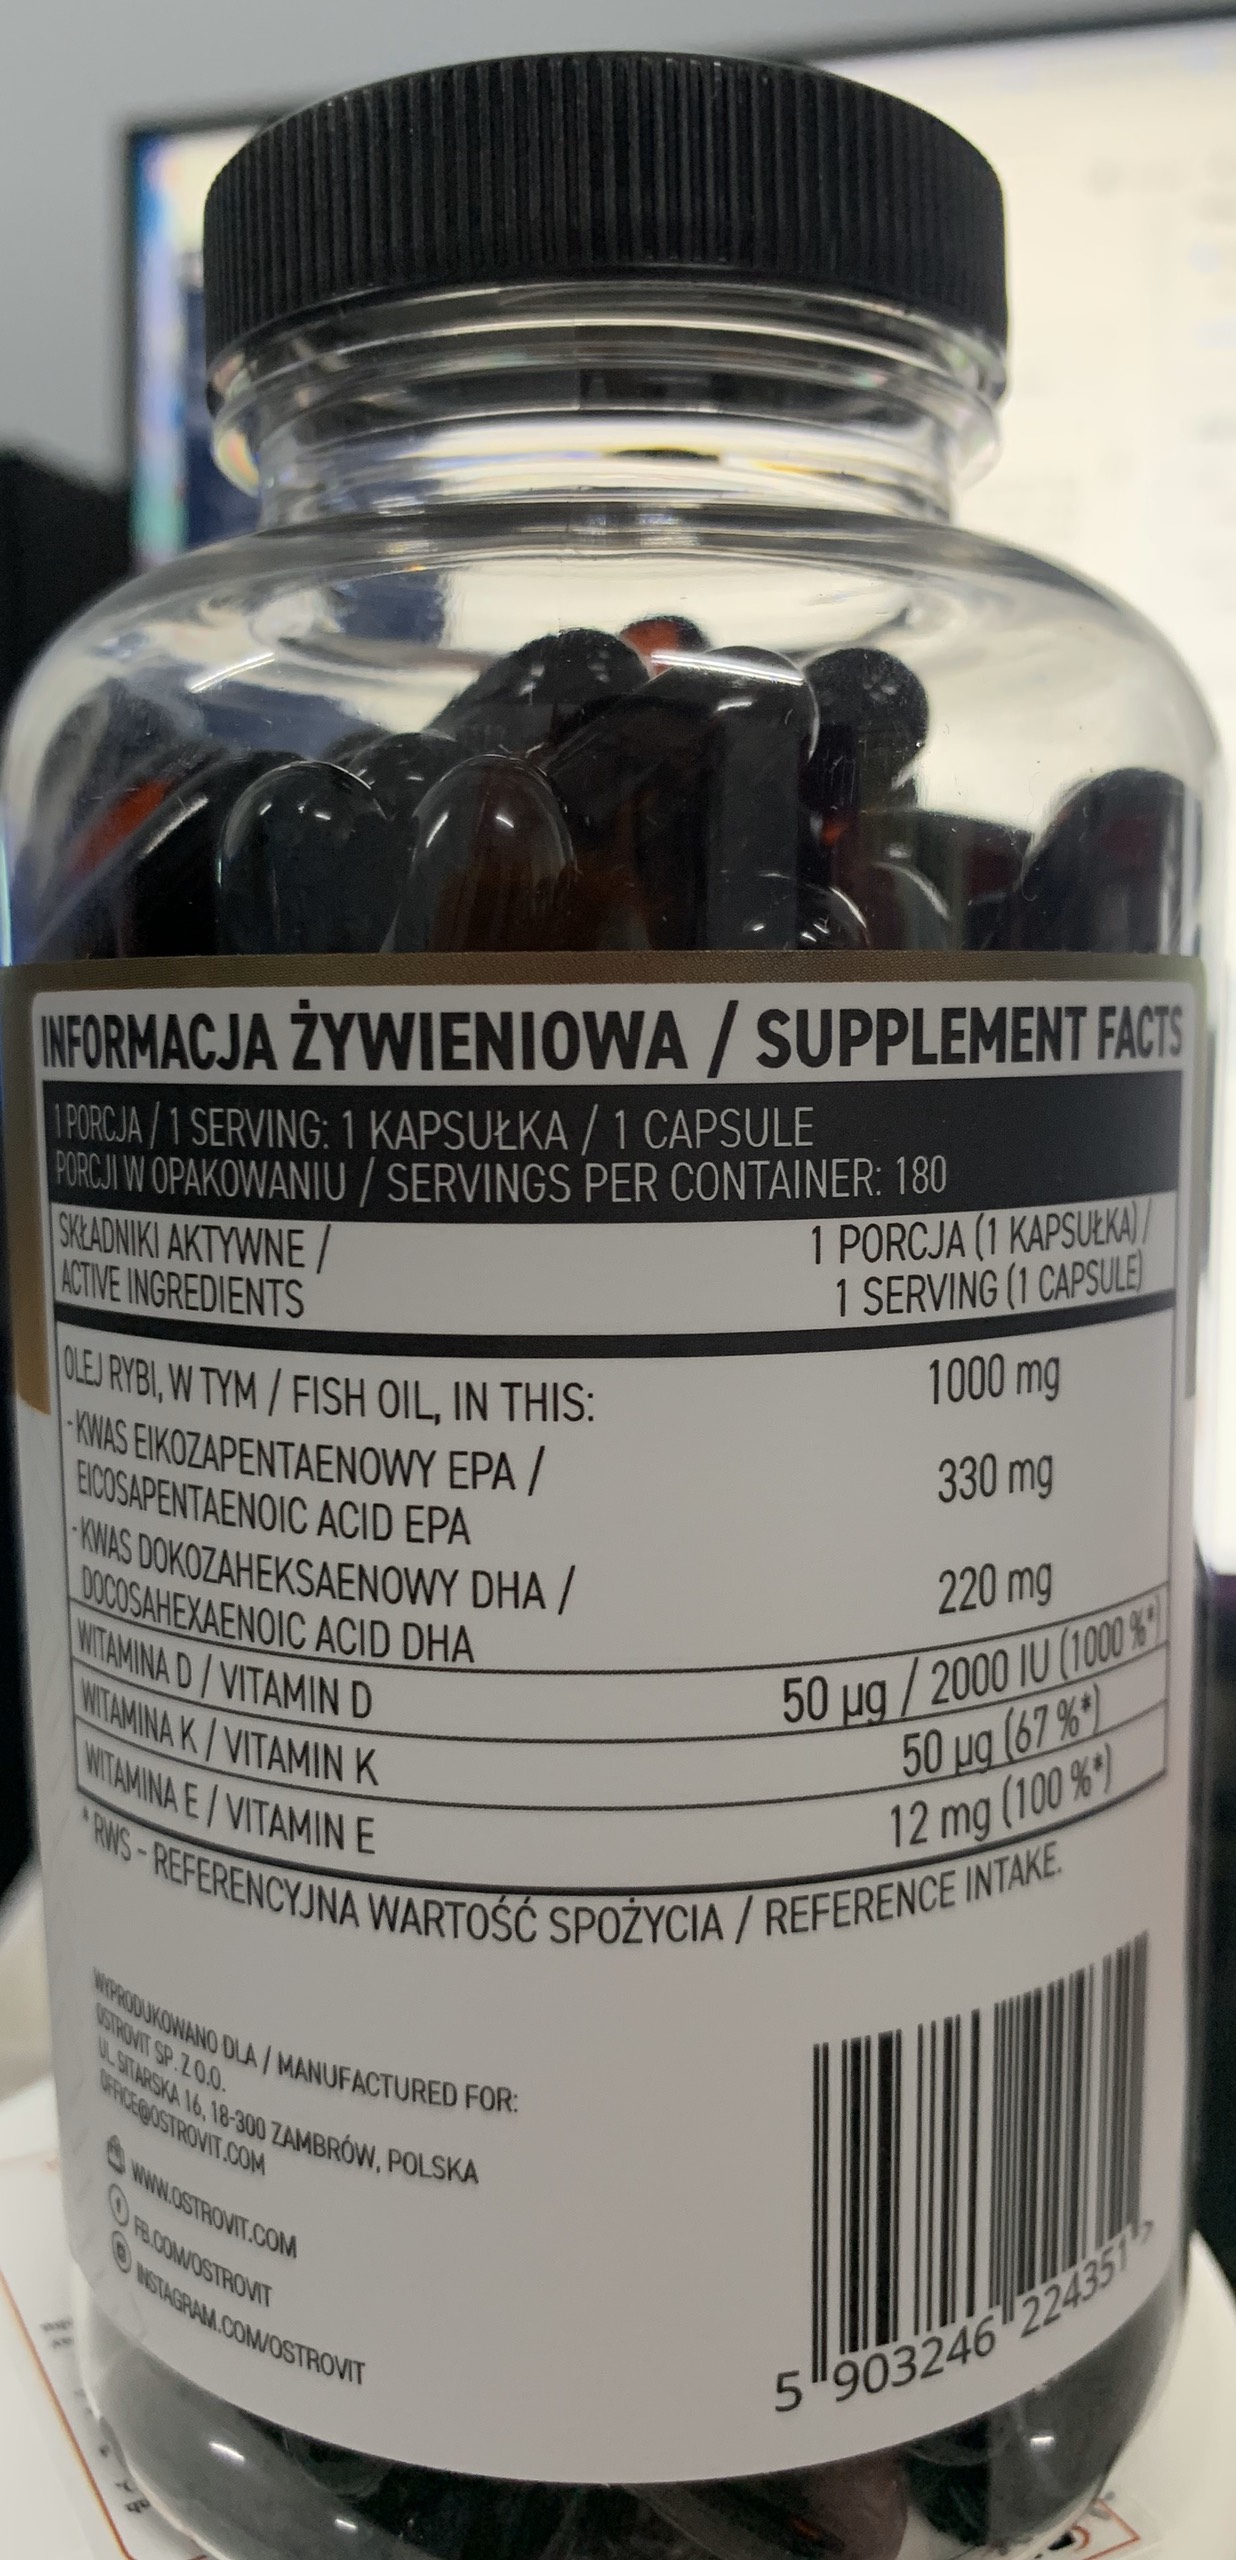 INFORMACJA ŻYWIENIOWA / SUPPLEMENT FACTS
1 PORCJA / 1 SERVING: 1 KAPSUŁKA / 1 CAPSULE
PORCJI W OPAKOWANIU / SERVINGS PER CONTAINER: 180
SKŁADNIKI AKTYWNE /
ACTIVE INGREDIENTS
1 PORCJA (1 KAPSUŁKA) /
1 SERVING (1 CAPSULE)
OLEJ RYBI, W TYM / FISH OIL, IN THIS: 1000 mg
- KWAS EIKOZAPENTAENOWY EPA /
EICOSAPENTAENOIC ACID EPA 330 mg
- KWAS DOKOZAHEKSAENOWY DHA /
DOCOSAHEXAENOIC ACID DHA 220 mg
WITAMINA D / VITAMIN D 50 µg / 2000 IU (1000 %*)
WITAMINA K / VITAMIN K 50 µg (67 %*)
WITAMINA E / VITAMIN E 12 mg (100 %*)
* RWS - REFERENCYJNA WARTOŚĆ SPOŻYCIA / REFERENCE INTAKE.
WYPRODUKOWANO DLA / MANUFACTURED FOR:
OSTROVIT SP. Z O.O.
UL. SITARSKA 16, 18-300 ZAMBRÓW, POLSKA
OFFICE@OSTROVIT.COM
WWW.OSTROVIT.COM
FB.COM/OSTROVIT
INSTAGRAM.COM/OSTROVIT
5 903246 224351